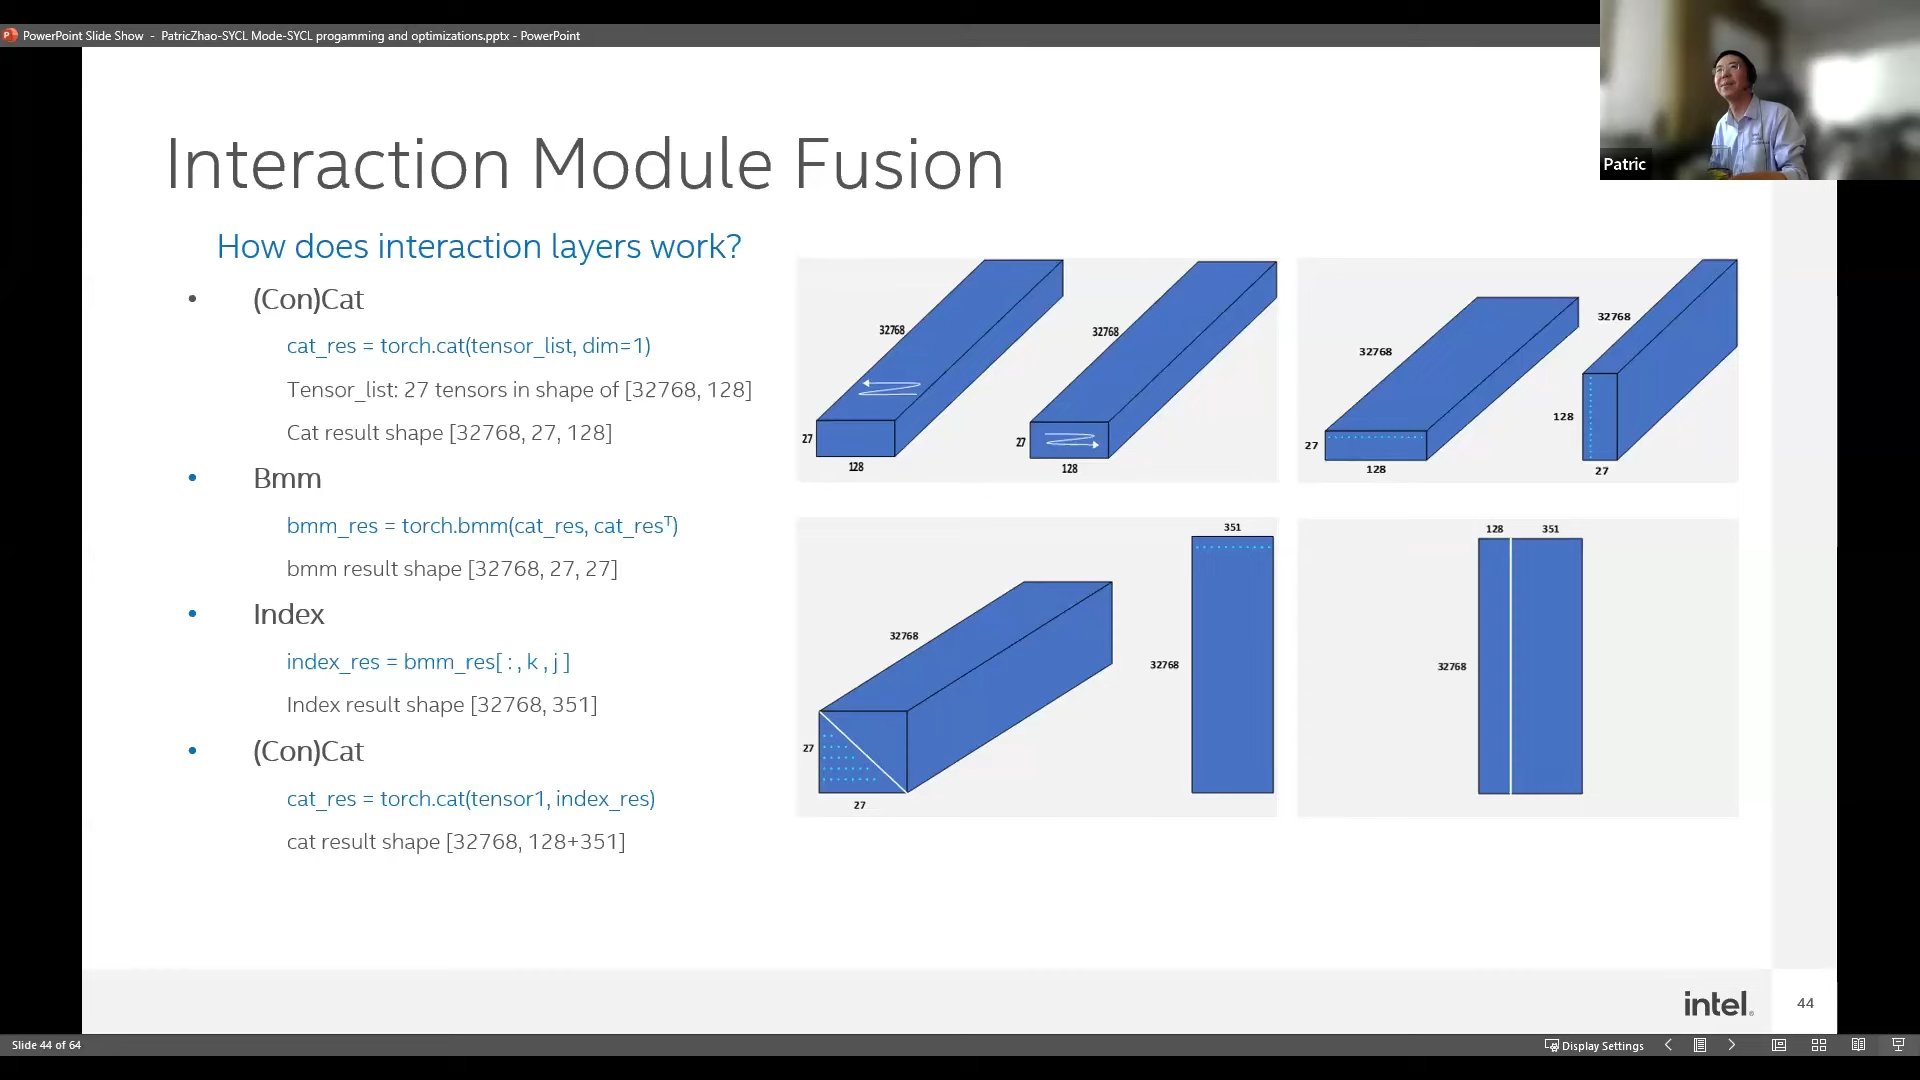 PowerPoint Slide Show - PatricZhao-SYCL Mode-SYCL progamming and optimizations.pptx - PowerPoint
Patric
Interaction Module Fusion
How does interaction layers work?
• (Con)Cat
cat_res = torch.cat(tensor_list, dim=1)
Tensor_list: 27 tensors in shape of [32768, 128]
Cat result shape [32768, 27, 128]
• Bmm
bmm_res = torch.bmm(cat_res, cat_resᵀ)
bmm result shape [32768, 27, 27]
• Index
index_res = bmm_res[ : , k , j ]
Index result shape [32768, 351]
• (Con)Cat
cat_res = torch.cat(tensor1, index_res)
cat result shape [32768, 128+351]
32768
27
128
32768
27
128
32768
27
128
32768
128
27
32768
27
27
351
32768
128 351
32768
intel.
44
Slide 44 of 64
Display Settings